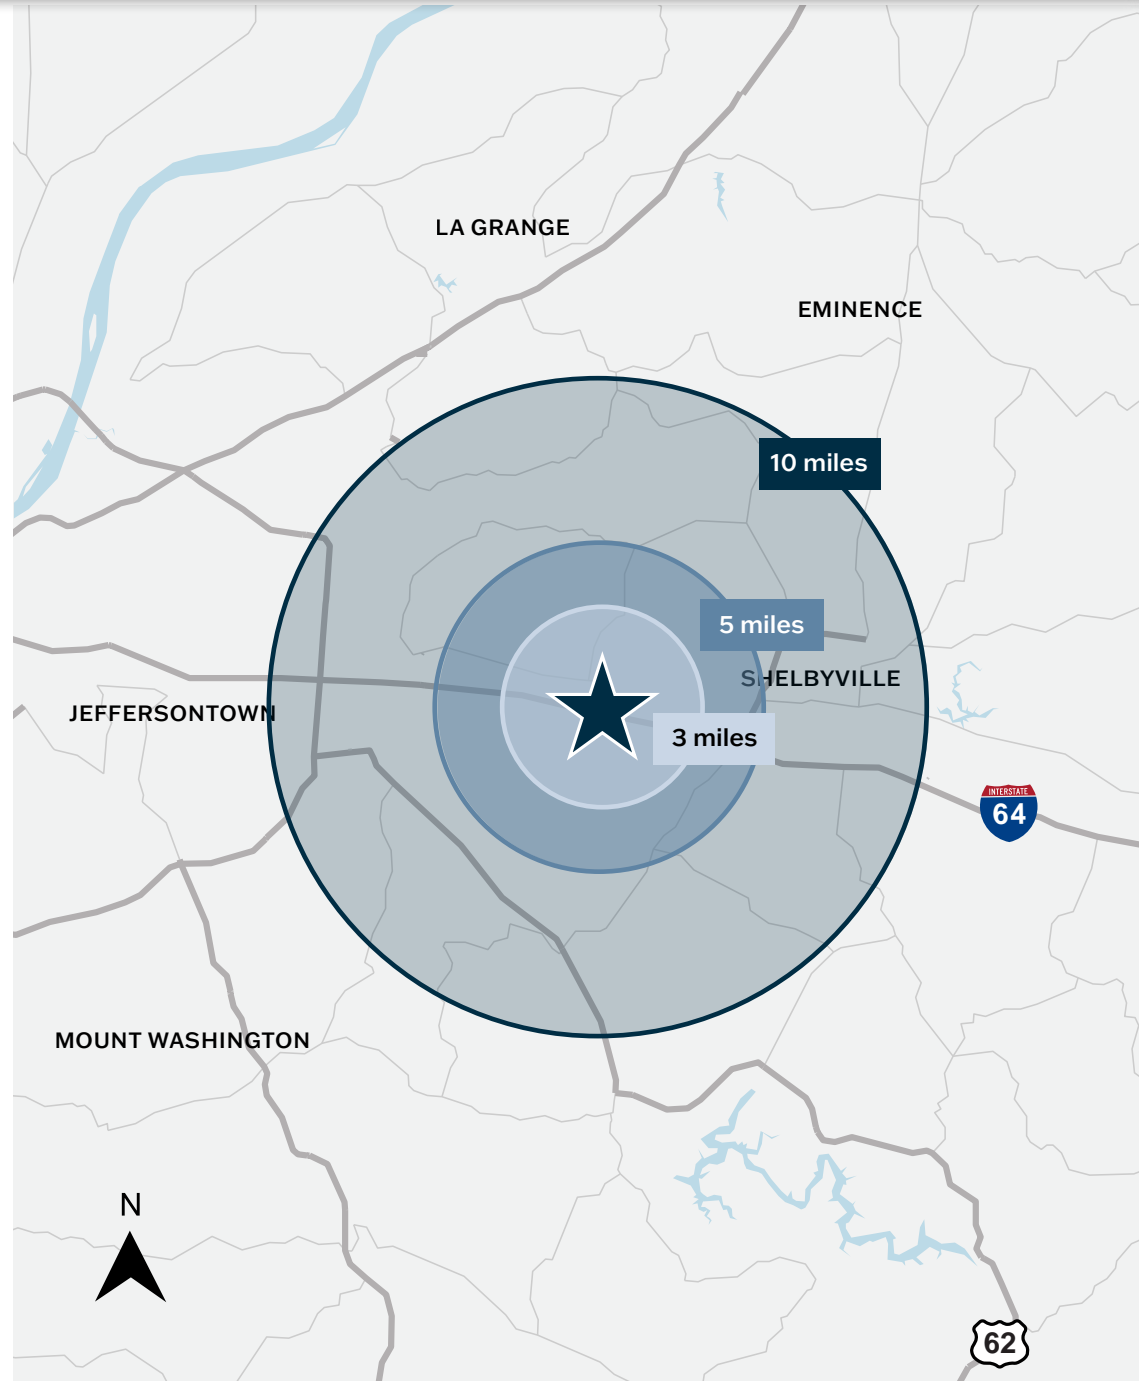 LA GRANGE
EMINENCE
10 miles
5 miles
SHELBYVILLE
JEFFERSONTOWN
3 miles
INTERSTATE
64
MOUNT WASHINGTON
N
62